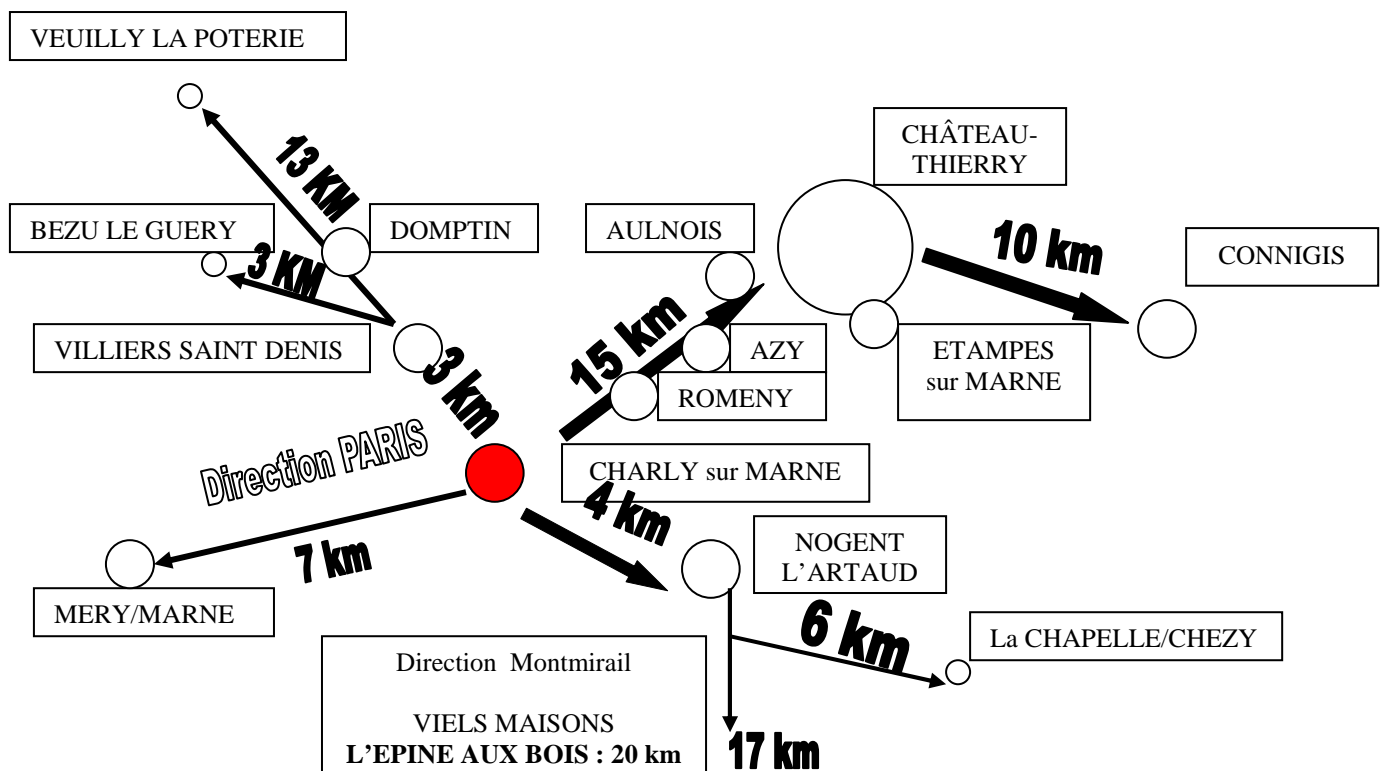 VEUILLY LA POTERIE
13 KM
CHÂTEAU-
THIERRY
BEZU LE GUERY
DOMPTIN
AULNOIS
3 KM
10 km
CONNIGIS
15 km
VILLIERS SAINT DENIS
3 km
AZY
ETAMPES
sur MARNE
ROMENY
Direction PARIS
CHARLY sur MARNE
4 km
7 km
NOGENT
L'ARTAUD
MERY/MARNE
6 km
La CHAPELLE/CHEZY
Direction Montmirail
VIELS MAISONS
L'EPINE AUX BOIS : 20 km
17 km